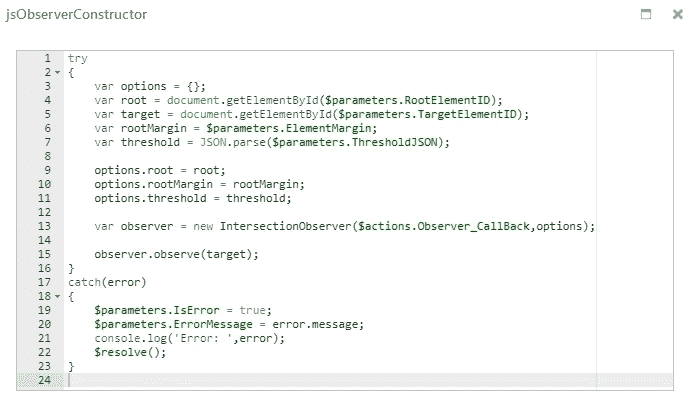 jsObserverConstructor
1 try
2 {
3 var options = {};
4 var root = document.getElementById($parameters.RootElementID);
5 var target = document.getElementById($parameters.TargetElementID);
6 var rootMargin = $parameters.ElementMargin;
7 var threshold = JSON.parse($parameters.ThresholdJSON);
8
9 options.root = root;
10 options.rootMargin = rootMargin;
11 options.threshold = threshold;
12
13 var observer = new IntersectionObserver($actions.Observer_CallBack,options);
14
15 observer.observe(target);
16 }
17 catch(error)
18 {
19 $parameters.IsError = true;
20 $parameters.ErrorMessage = error.message;
21 console.log('Error: ',error);
22 $resolve();
23 }
24